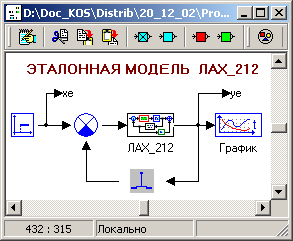 D:\Doc_KOS\Distrib\20_12_02\Pro...
ЭТАЛОННАЯ МОДЕЛЬ ЛАХ_212
xe
ye
ЛАХ_212
График
432 : 315
Локально